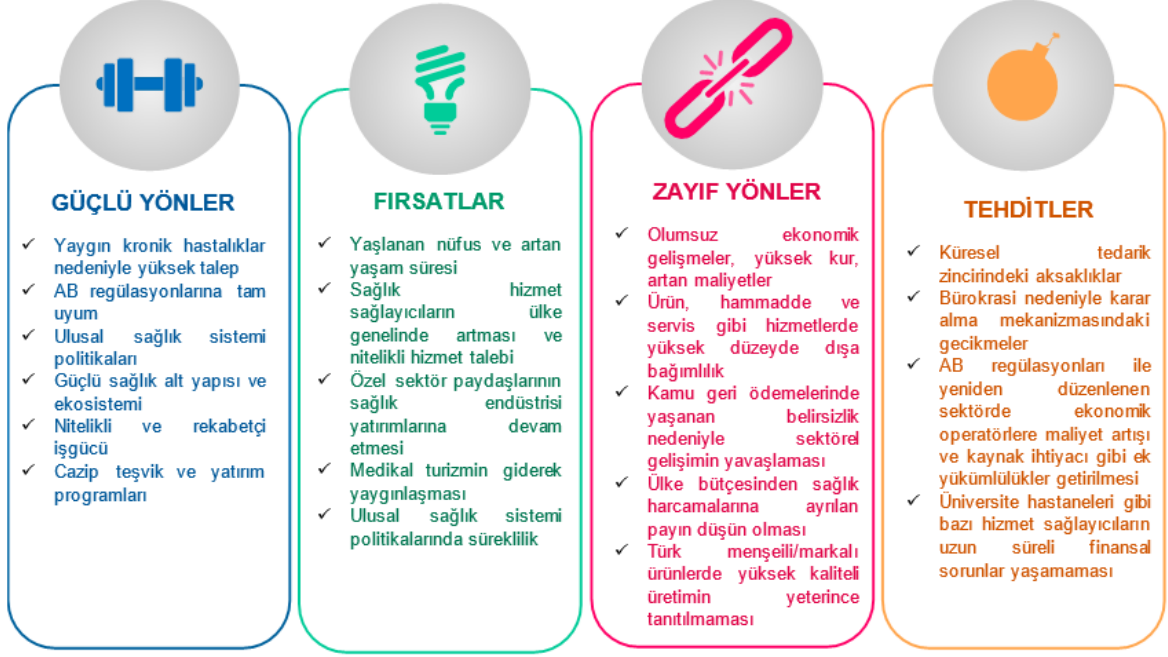 GÜÇLÜ YÖNLER
✓ Yaygın kronik hastalıklar
nedeniyle yüksek talep
✓ AB regülasyonlarına tam
uyum
✓ Ulusal sağlık sistemi
politikaları
✓ Güçlü sağlık alt yapısı ve
ekosistemi
✓ Nitelikli ve rekabetçi
işgücü
✓ Cazip teşvik ve yatırım
programları
FIRSATLAR
✓ Yaşlanan nüfus ve artan
yaşam süresi
✓ Sağlık hizmet
sağlayıcıların ülke
genelinde artması ve
nitelikli hizmet talebi
✓ Özel sektör paydaşlarının
sağlık endüstrisi
yatırımlarına devam
etmesi
✓ Medikal turizmin giderek
yaygınlaşması
✓ Ulusal sağlık sistemi
politikalarında süreklilik
ZAYIF YÖNLER
✓ Olumsuz ekonomik
gelişmeler, yüksek kur,
artan maliyetler
✓ Ürün, hammadde ve
servis gibi hizmetlerde
yüksek düzeyde dışa
bağımlılık
✓ Kamu geri ödemelerinde
yaşanan belirsizlik
nedeniyle sektörel
gelişimin yavaşlaması
✓ Ülke bütçesinden sağlık
harcamalarına ayrılan
payın düşün olması
✓ Türk menşeili/markalı
ürünlerde yüksek kaliteli
üretimin yeterince
tanıtılmaması
TEHDİTLER
✓ Küresel tedarik
zincirindeki aksaklıklar
✓ Bürokrasi nedeniyle karar
alma mekanizmasındaki
gecikmeler
✓ AB regülasyonları ile
yeniden düzenlenen
sektörde ekonomik
operatörlere maliyet artışı
ve kaynak ihtiyacı gibi ek
yükümlülükler getirilmesi
✓ Üniversite hastaneleri gibi
bazı hizmet sağlayıcıların
uzun süreli finansal
sorunlar yaşamaması